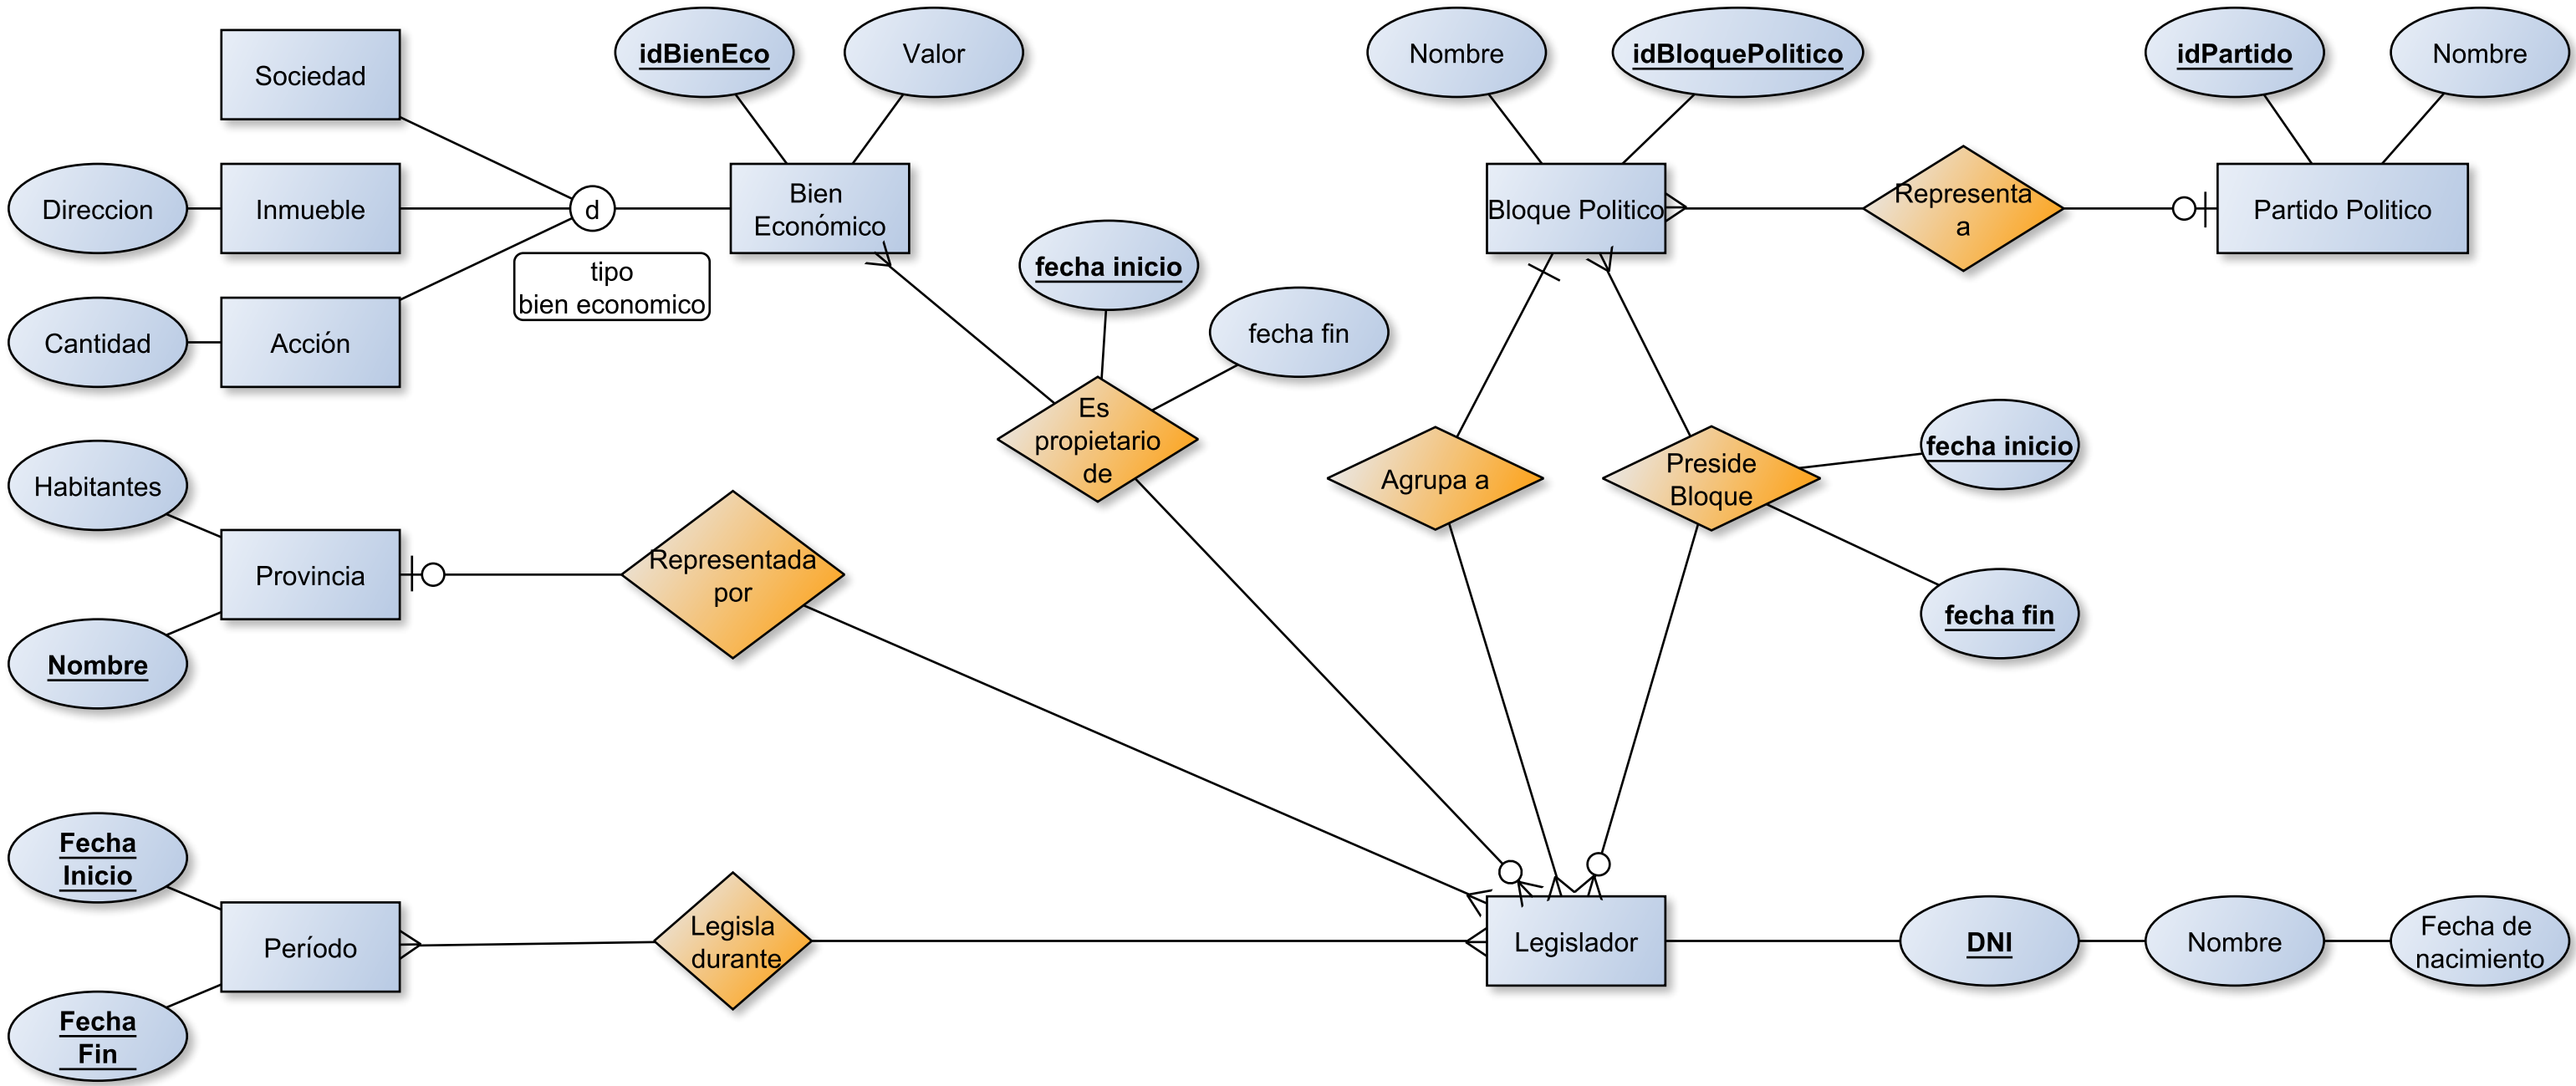 Sociedad
idBienEco
Valor
Nombre
idBloquePolitico
idPartido
Nombre
Direccion
Inmueble
d
Bien
Económico
Bloque Politico
Representa
a
Partido Politico
tipo
bien economico
fecha inicio
fecha fin
Cantidad
Acción
Es
propietario
de
Agrupa a
Preside
Bloque
fecha inicio
fecha fin
Habitantes
Provincia
Nombre
Representada
por
Fecha
Inicio
Período
Fecha
Fin
Legisla
durante
Legislador
DNI
Nombre
Fecha de
nacimiento